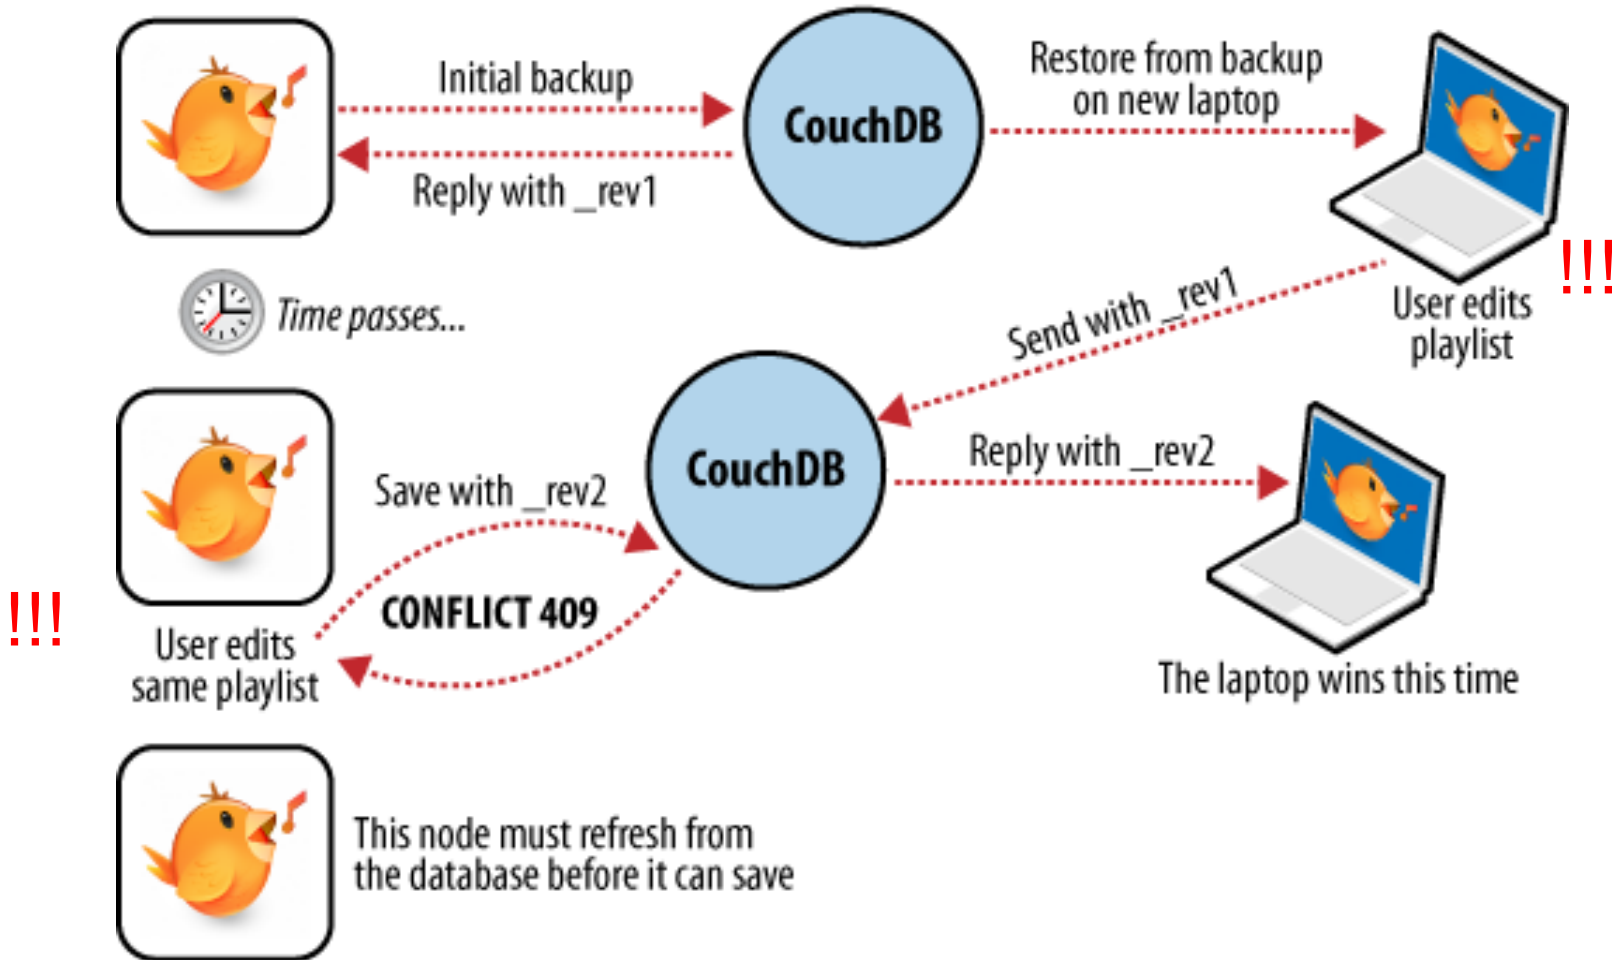 Initial backup
CouchDB
Restore from backup
on new laptop
Reply with _rev1
!!!
Time passes...
Send with _rev1
User edits
playlist
CouchDB
Reply with _rev2
Save with _rev2
CONFLICT 409
!!!
User edits
same playlist
The laptop wins this time
This node must refresh from
the database before it can save